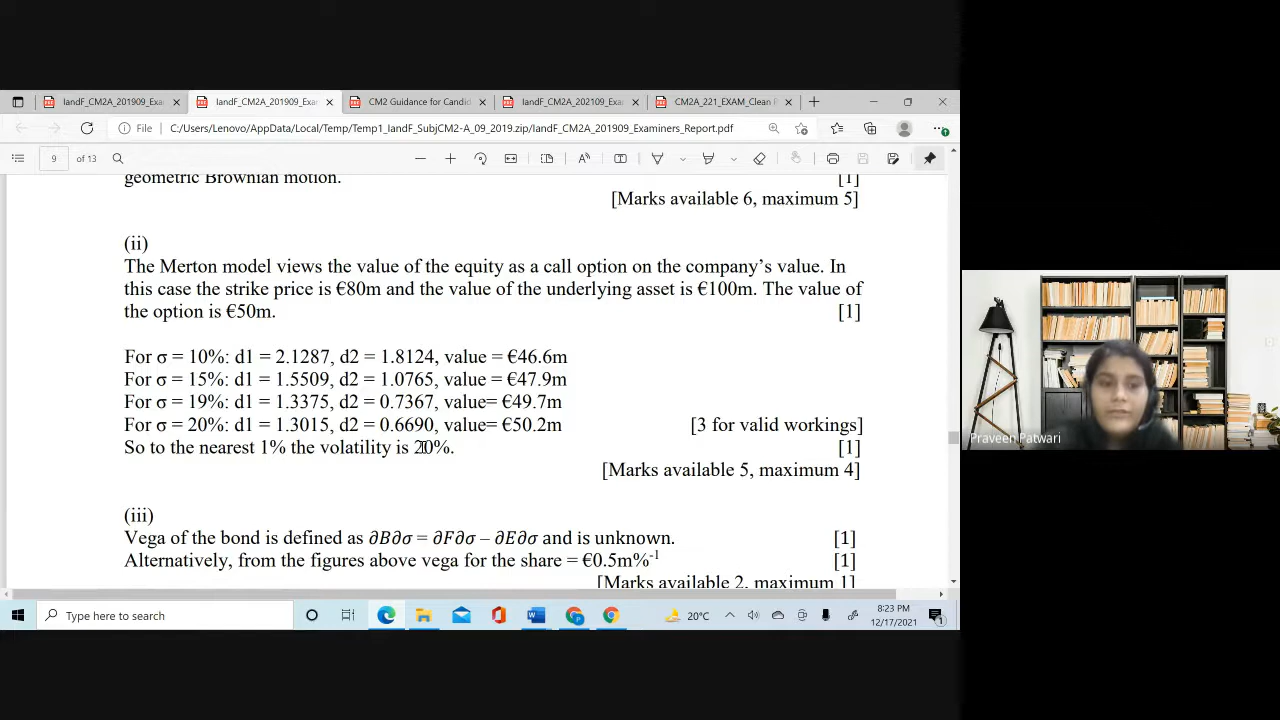 IandF_CM2A_201909_Exa
IandF_CM2A_201909_Exa
CM2 Guidance for Candid
IandF_CM2A_202109_Exa
CM2A_221_EXAM_Clean
File
C:/Users/Lenovo/AppData/Local/Temp/Temp1_IandF_SubjCM2-A_09_2019.zip/IandF_CM2A_201909_Examiners_Report.pdf
9 of 13
geometric Brownian motion. [1]
[Marks available 6, maximum 5]
(ii)
The Merton model views the value of the equity as a call option on the company's value. In
this case the strike price is €80m and the value of the underlying asset is €100m. The value of
the option is €50m. [1]
For σ = 10%: d1 = 2.1287, d2 = 1.8124, value = €46.6m
For σ = 15%: d1 = 1.5509, d2 = 1.0765, value = €47.9m
For σ = 19%: d1 = 1.3375, d2 = 0.7367, value= €49.7m
For σ = 20%: d1 = 1.3015, d2 = 0.6690, value= €50.2m [3 for valid workings]
So to the nearest 1% the volatility is 20%. [1]
[Marks available 5, maximum 4]
(iii)
Vega of the bond is defined as ∂B∂σ = ∂F∂σ – ∂E∂σ and is unknown. [1]
Alternatively, from the figures above vega for the share = €0.5m%⁻¹ [1]
[Marks available 2, maximum 1]
Praveen Patwari
Type here to search
20°C
8:23 PM
12/17/2021